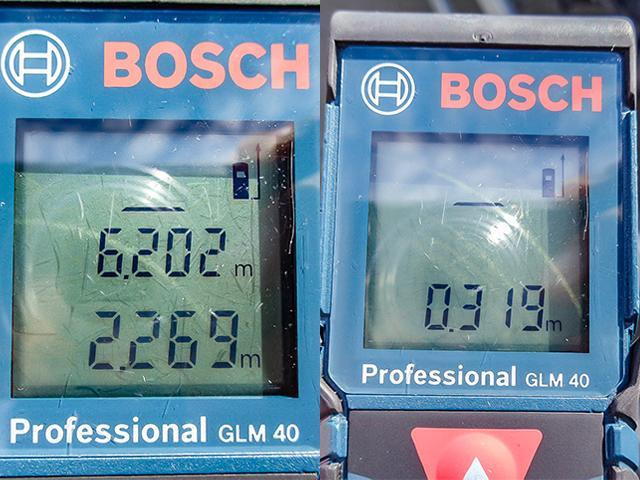 BOSCH
6.202 m
2.269 m
Professional GLM 40
BOSCH
0.319 m
Professional GLM 40